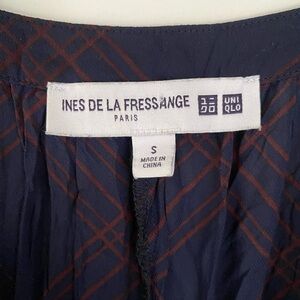 INES DE LA FRESSANGE
PARIS
ユニ
クロ
UNI
QLO
S
MADE IN
CHINA